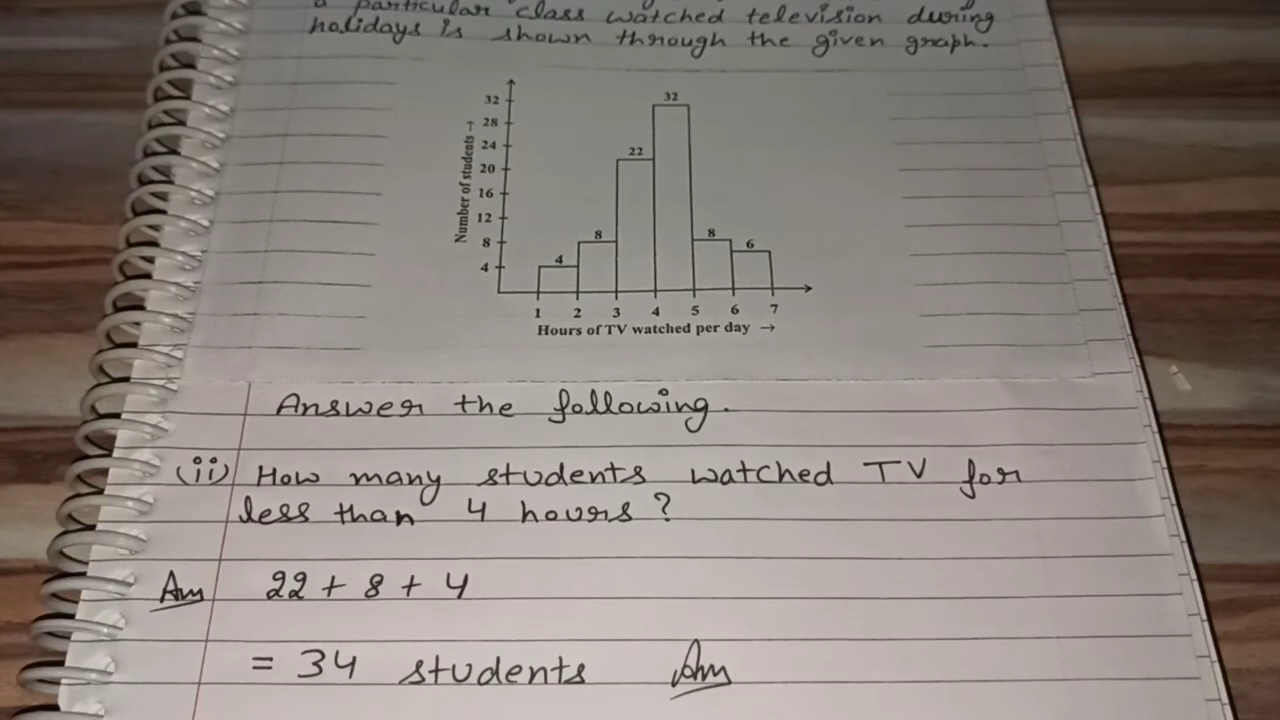 a particular class watched television during
holidays is shown through the given graph.
32
32
28
24
22
20
16
12
8
8
8
6
4
4
Number of students →
1 2 3 4 5 6 7
Hours of TV watched per day →
Answer the following.
(ii) How many students watched TV for
less than 4 hours?
Ans 22 + 8 + 4
= 34 students Ans